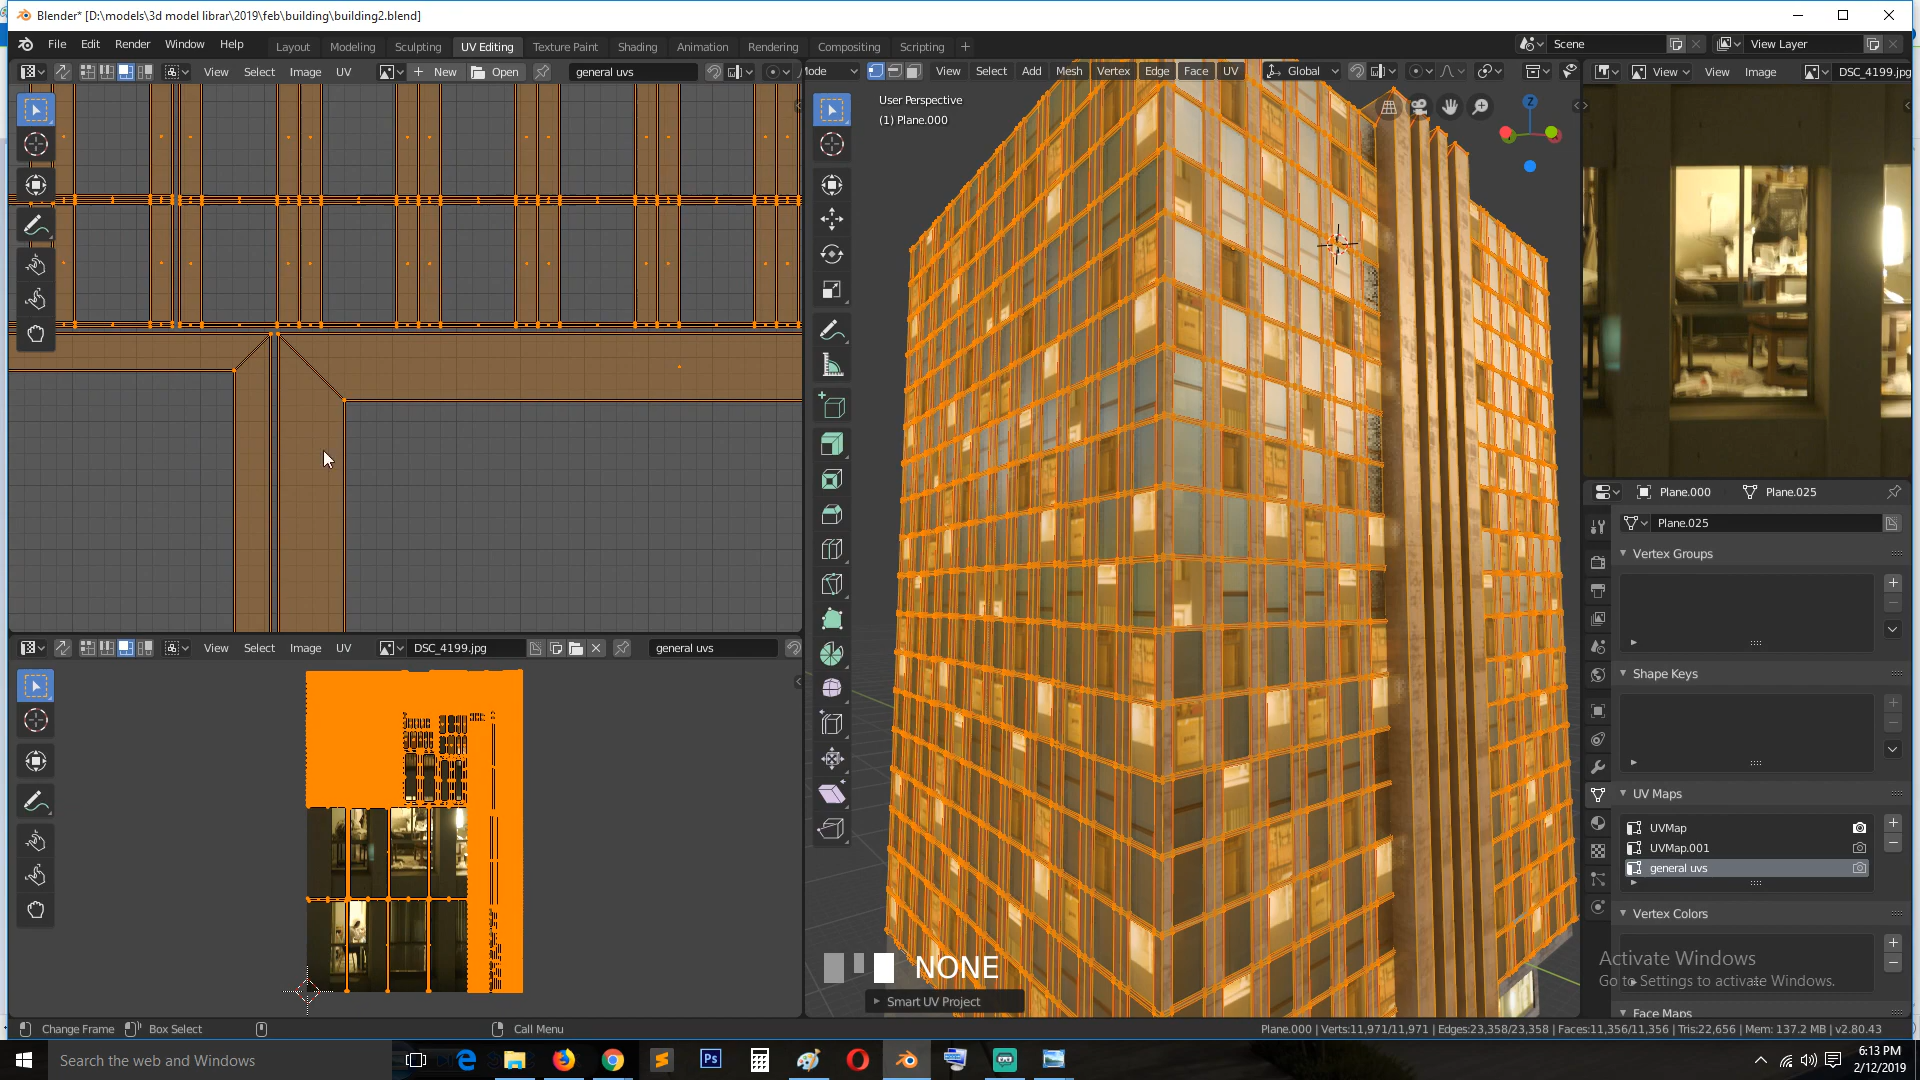 Blender* [D:\models\3d model librar\2019\feb\building\building2.blend]
File Edit Render Window Help Layout Modeling Sculpting UV Editing Texture Paint Shading Animation Rendering Compositing Scripting + Scene View Layer
View Select Image UV New Open general uvs
Mode View Select Add Mesh Vertex Edge Face UV Global
View View Image DSC_4199.jpg
User Perspective
(1) Plane.000
Z
Plane.000 Plane.025
Plane.025
Vertex Groups
Shape Keys
UV Maps
UVMap
UVMap.001
general uvs
Vertex Colors
Face Maps
View Select Image UV DSC_4199.jpg general uvs
NONE
Smart UV Project
Activate Windows
Go to Settings to activate Windows.
Change Frame Box Select Call Menu
Plane.000 | Verts:11,971/11,971 | Edges:23,358/23,358 | Faces:11,356/11,356 | Tris:22,656 | Mem: 137.2 MB | v2.80.43
Search the web and Windows
Ps
6:13 PM
2/12/2019